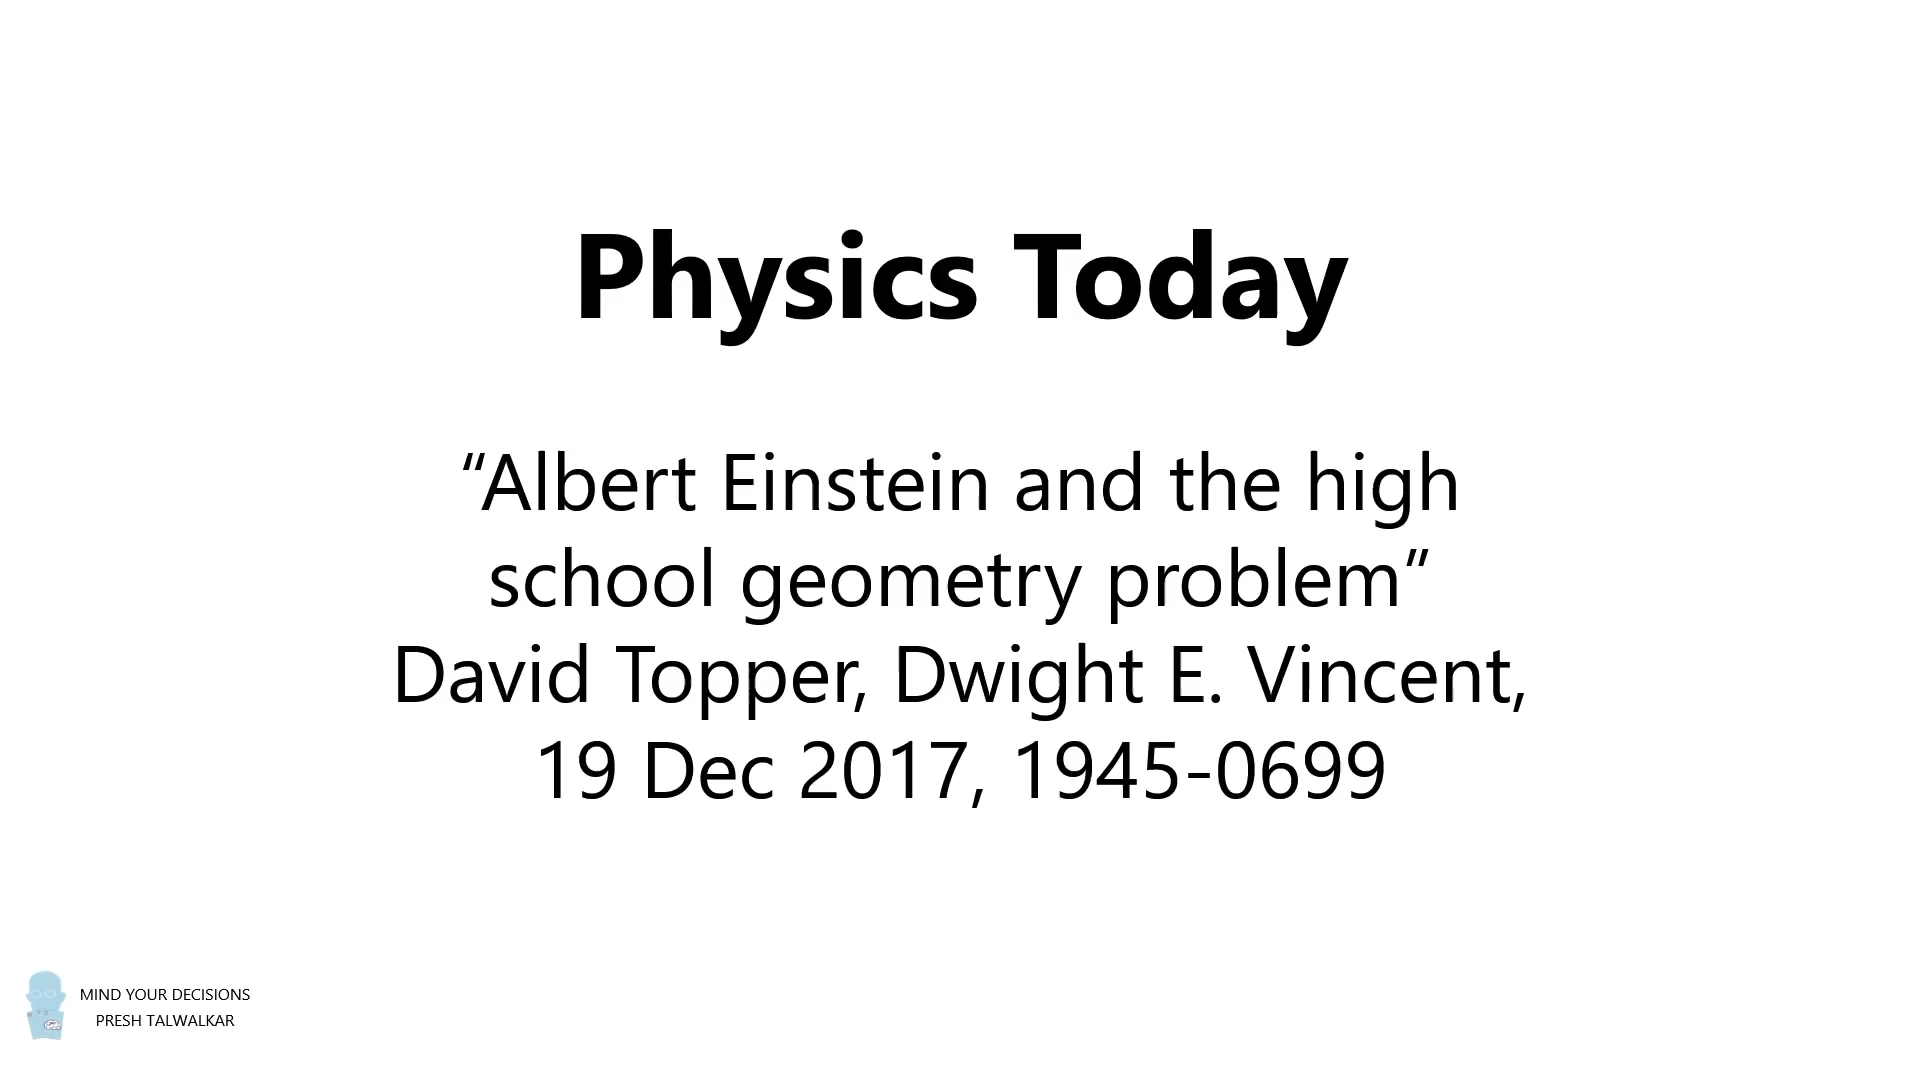 Physics Today
“Albert Einstein and the high
school geometry problem”
David Topper, Dwight E. Vincent,
19 Dec 2017, 1945-0699
MIND YOUR DECISIONS
PRESH TALWALKAR